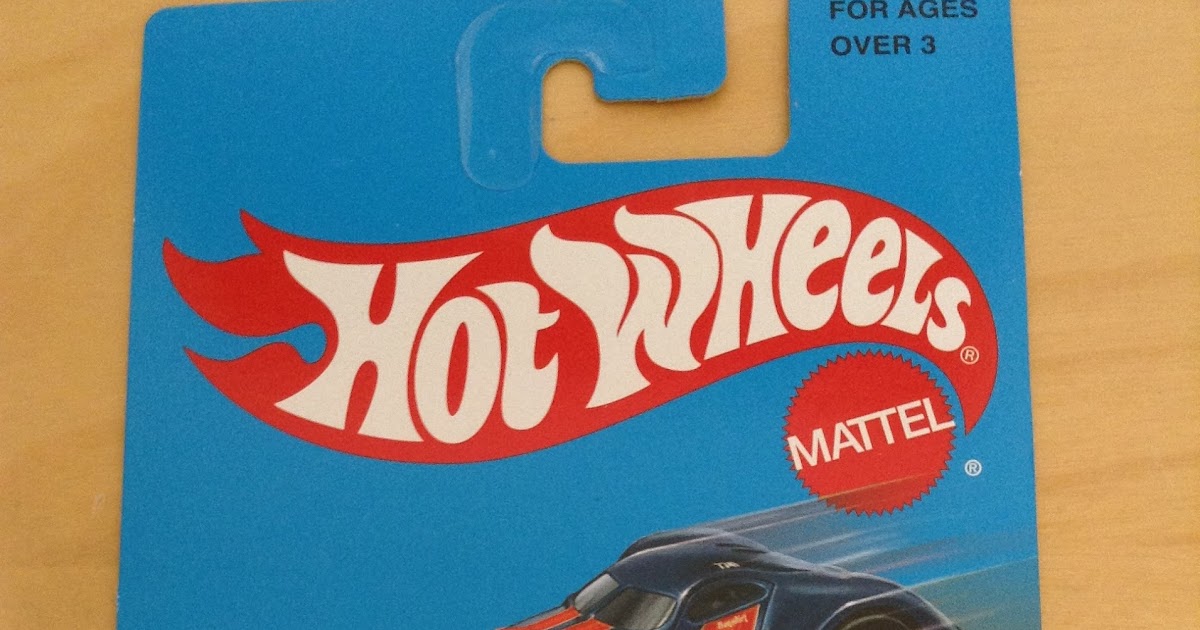 FOR AGES
OVER 3
HOT WHEELS®
MATTEL
®